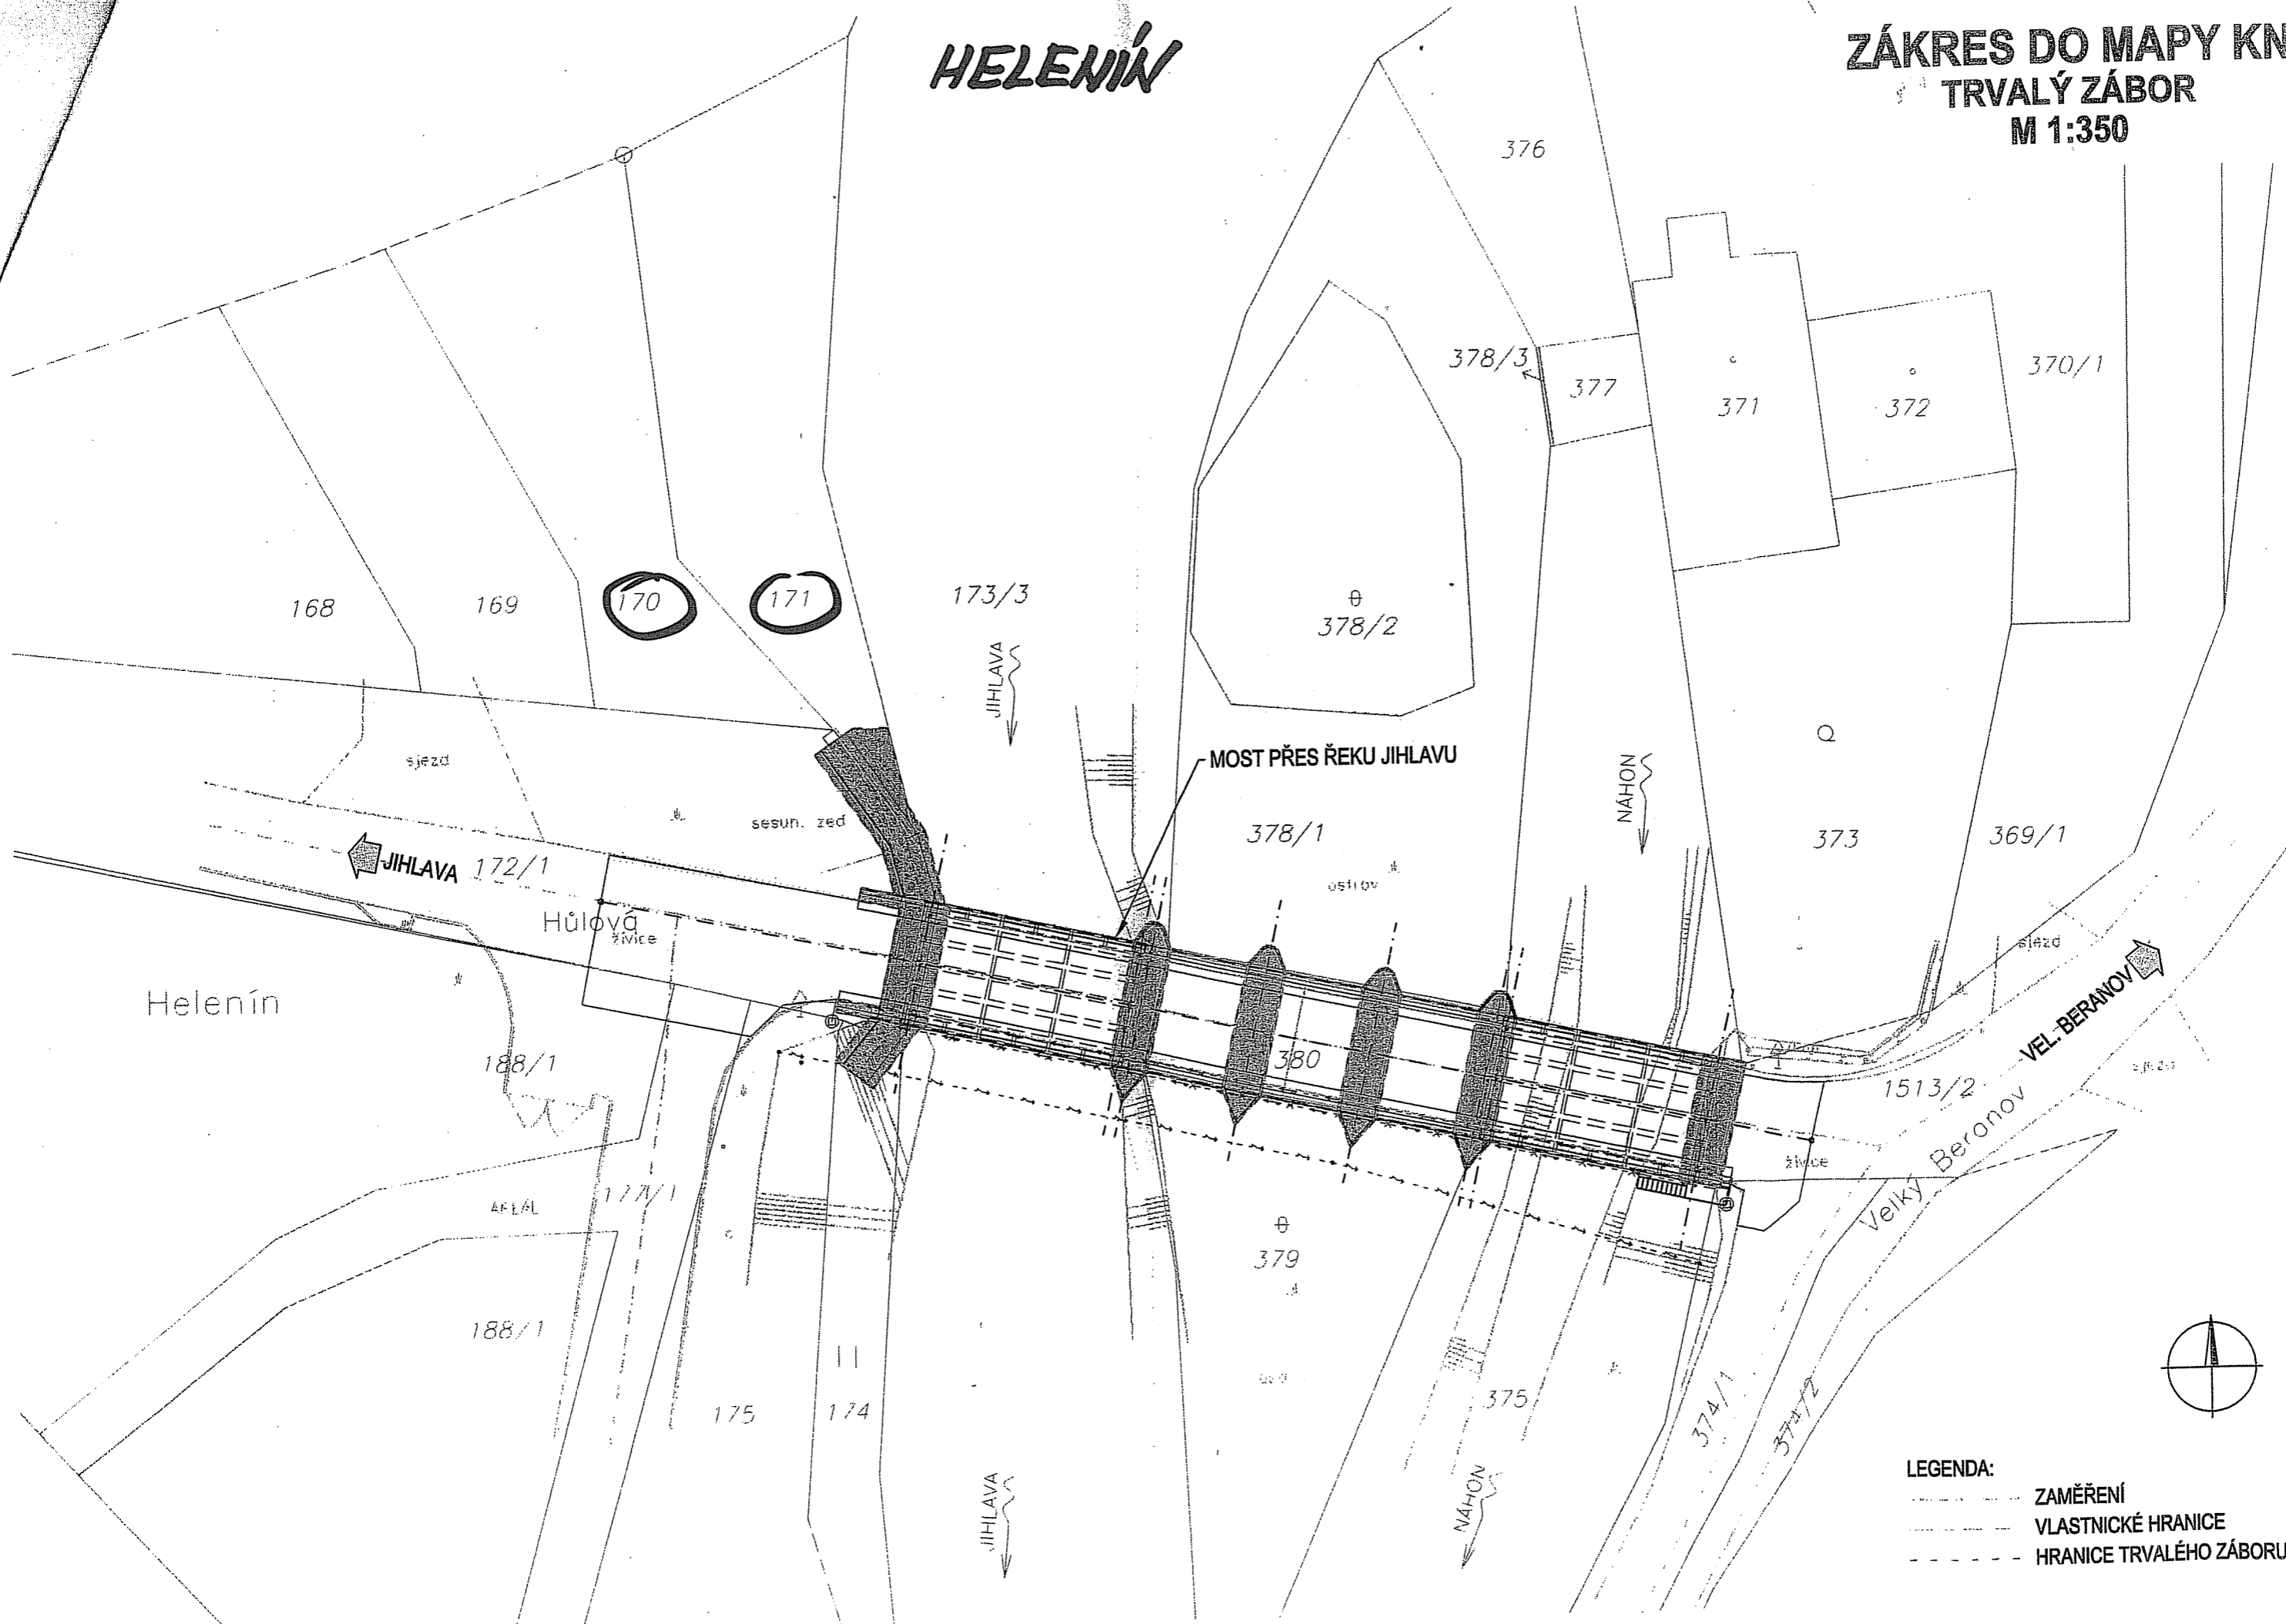 HELENÍN
ZÁKRES DO MAPY KN
TRVALÝ ZÁBOR
M 1:350
376
378/3
377
371
372
370/1
168
169
170
171
173/3
378/2
JIHLAVA
MOST PŘES ŘEKU JIHLAVU
NÁHON
sjezd
sesun. zeď
378/1
373
369/1
JIHLAVA
172/1
ostrov
Hůlová
živice
sjezd
VEL. BERANOV
Helenín
188/1
380
1513/2
Velký Beranov
živice
177/1
379
188/1
175
174
375
374/1
374/2
JIHLAVA
NÁHON
LEGENDA:
ZAMĚŘENÍ
VLASTNICKÉ HRANICE
HRANICE TRVALÉHO ZÁBORU